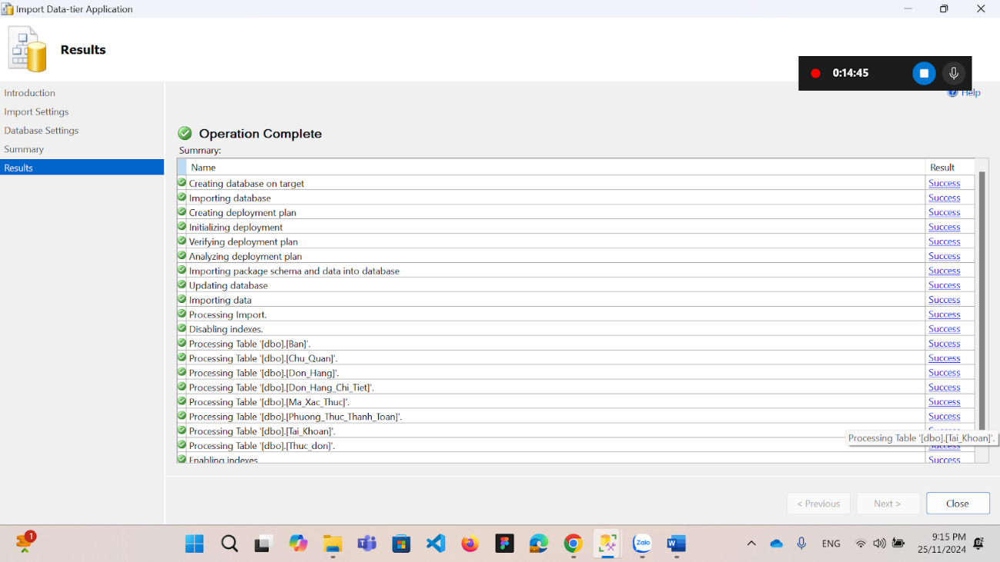 Import Data-tier Application
Results
0:14:45
Help
Introduction
Import Settings
Database Settings
Summary
Results
Operation Complete
Summary:
Name Result
Creating database on target Success
Importing database Success
Creating deployment plan Success
Initializing deployment Success
Verifying deployment plan Success
Analyzing deployment plan Success
Importing package schema and data into database Success
Updating database Success
Importing data Success
Processing Import. Success
Disabling indexes. Success
Processing Table '[dbo].[Ban]'. Success
Processing Table '[dbo].[Chu_Quan]'. Success
Processing Table '[dbo].[Don_Hang]'. Success
Processing Table '[dbo].[Don_Hang_Chi_Tiet]'. Success
Processing Table '[dbo].[Ma_Xac_Thuc]'. Success
Processing Table '[dbo].[Phuong_Thuc_Thanh_Toan]'. Success
Processing Table '[dbo].[Tai_Khoan]'. Success
Processing Table '[dbo].[Tai_Khoan]'.
Processing Table '[dbo].[Thuc_don]'. Success
Enabling indexes. Success
< Previous Next > Close
1
Zalo
W
ENG
9:15 PM
25/11/2024